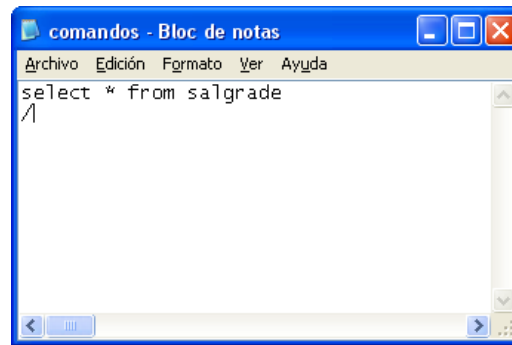 comandos - Bloc de notas
Archivo Edición Formato Ver Ayuda
select * from salgrade
/